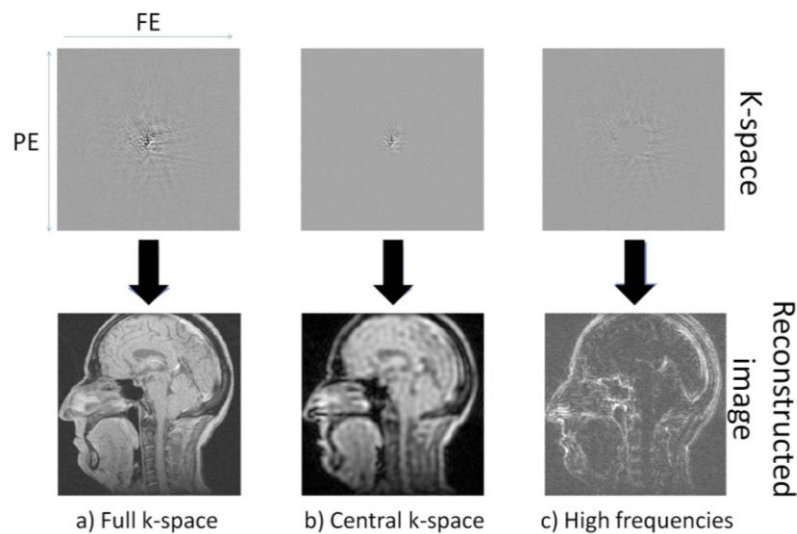 FE
PE
K-space
Reconstructed
image
a) Full k-space
b) Central k-space
c) High frequencies